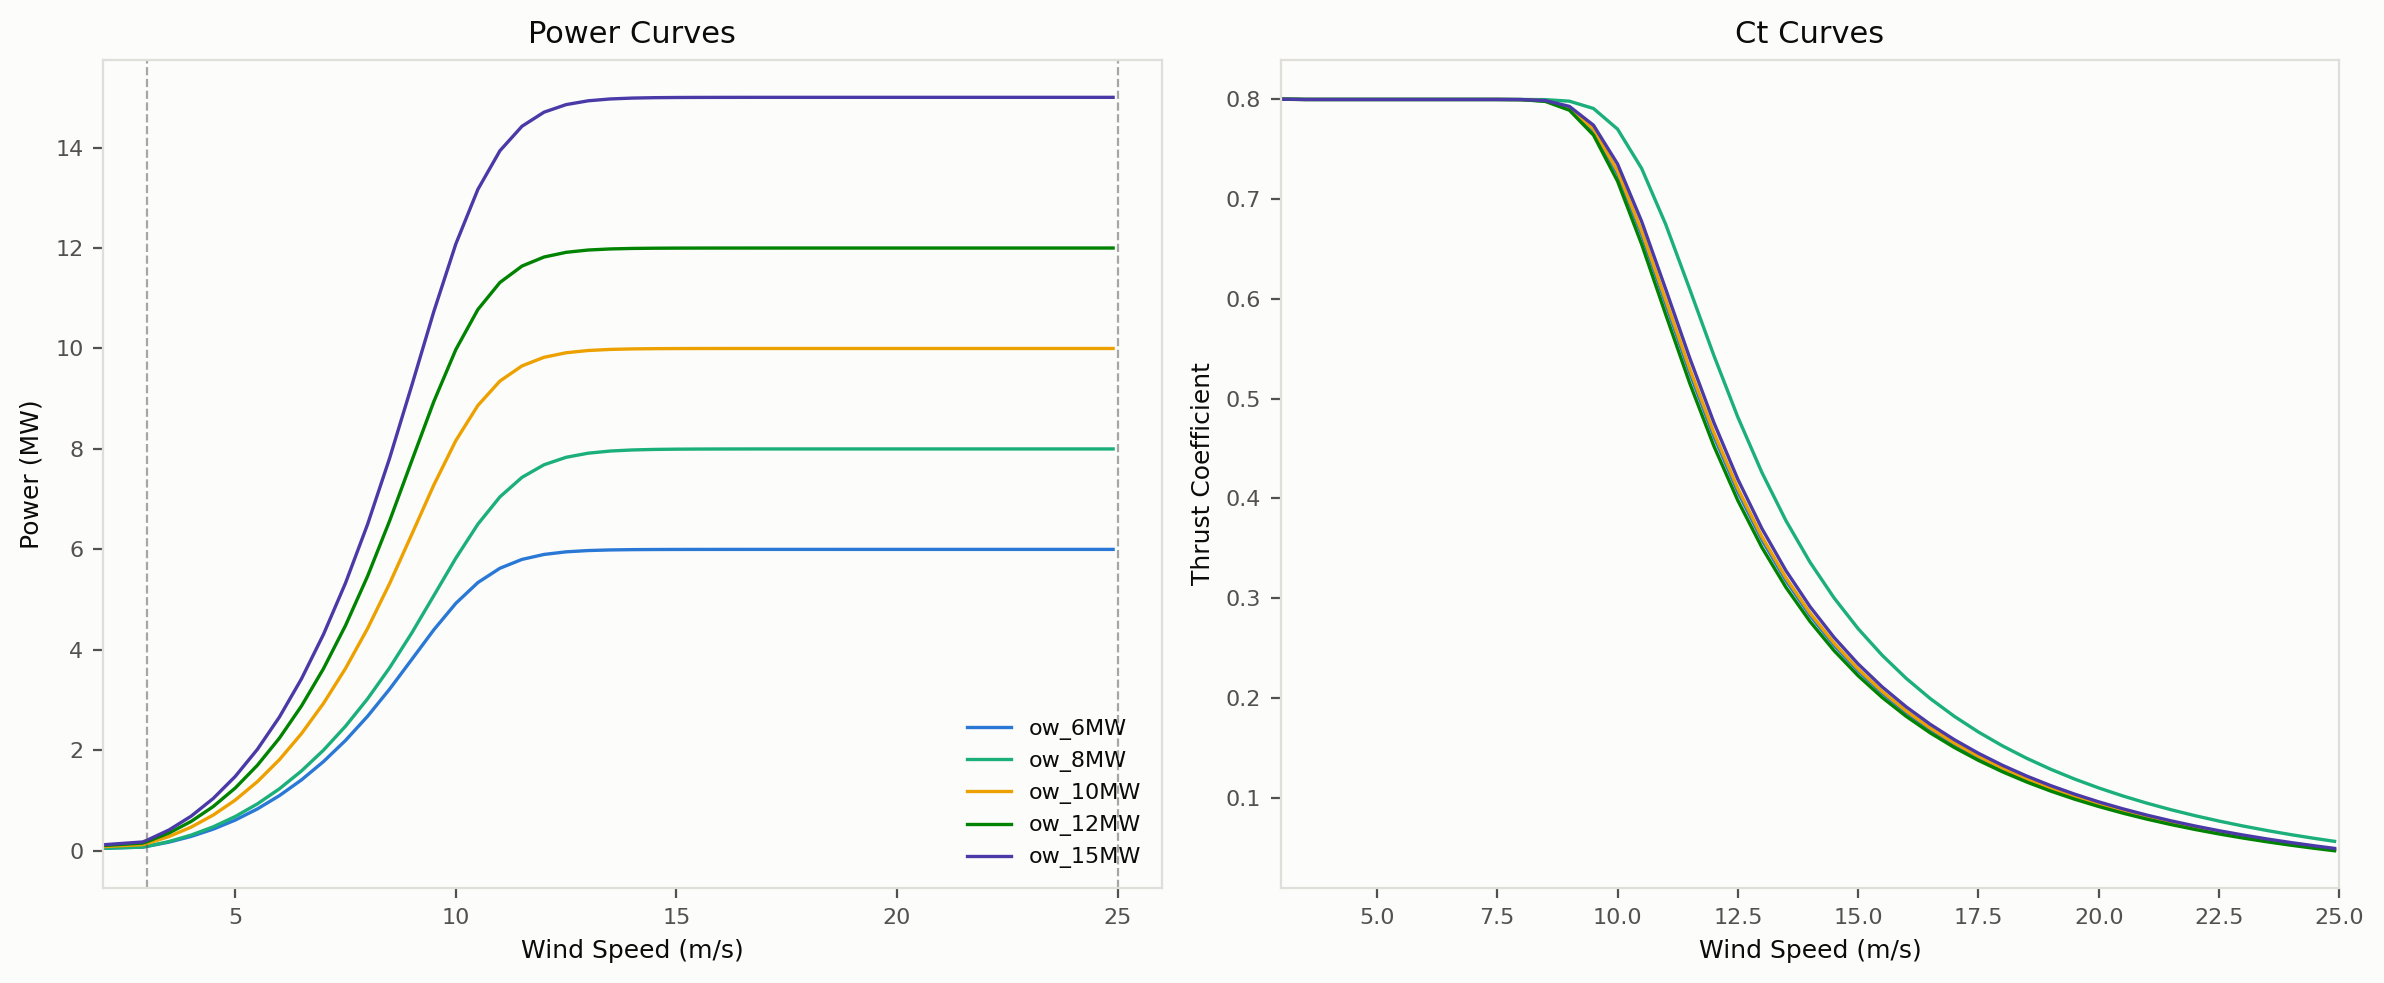 Power Curves
Power (MW)
14
12
10
8
6
4
2
0
5
10
15
20
25
Wind Speed (m/s)
ow_6MW
ow_8MW
ow_10MW
ow_12MW
ow_15MW
Ct Curves
Thrust Coefficient
0.8
0.7
0.6
0.5
0.4
0.3
0.2
0.1
5.0
7.5
10.0
12.5
15.0
17.5
20.0
22.5
25.0
Wind Speed (m/s)